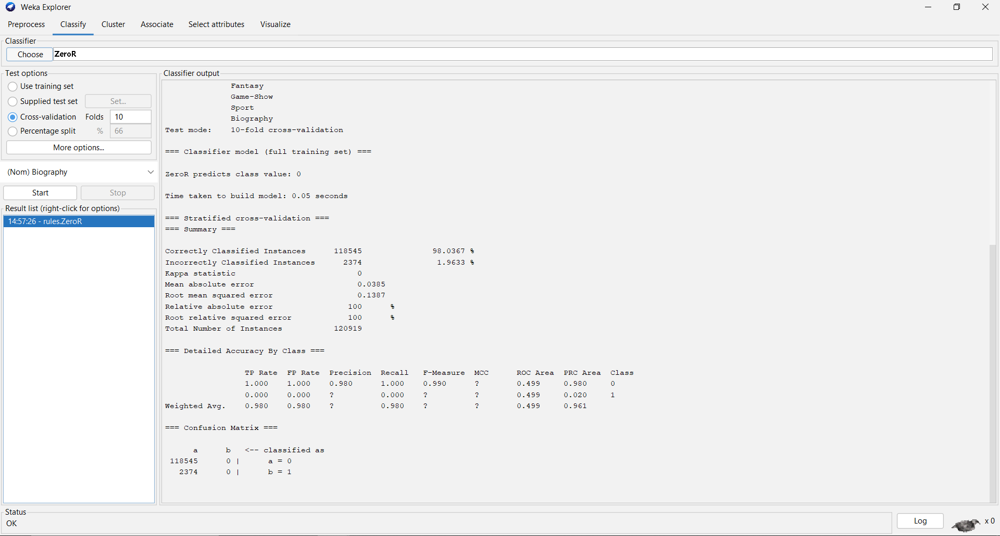 Weka Explorer
Preprocess Classify Cluster Associate Select attributes Visualize
Classifier
Choose ZeroR
Test options
Use training set
Supplied test set Set...
Cross-validation Folds 10
Percentage split % 66
More options...
(Nom) Biography
Start Stop
Result list (right-click for options)
14:57:26 - rules.ZeroR
Classifier output
Fantasy
Game-Show
Sport
Biography
Test mode: 10-fold cross-validation
=== Classifier model (full training set) ===
ZeroR predicts class value: 0
Time taken to build model: 0.05 seconds
=== Stratified cross-validation ===
=== Summary ===
Correctly Classified Instances 118545 98.0367 %
Incorrectly Classified Instances 2374 1.9633 %
Kappa statistic 0
Mean absolute error 0.0385
Root mean squared error 0.1387
Relative absolute error 100 %
Root relative squared error 100 %
Total Number of Instances 120919
=== Detailed Accuracy By Class ===
TP Rate FP Rate Precision Recall F-Measure MCC ROC Area PRC Area Class
1.000 1.000 0.980 1.000 0.990 ? 0.499 0.980 0
0.000 0.000 ? 0.000 ? ? 0.499 0.020 1
Weighted Avg. 0.980 0.980 ? 0.980 ? ? 0.499 0.961
=== Confusion Matrix ===
a b <-- classified as
118545 0 | a = 0
2374 0 | b = 1
Status
OK
Log x 0